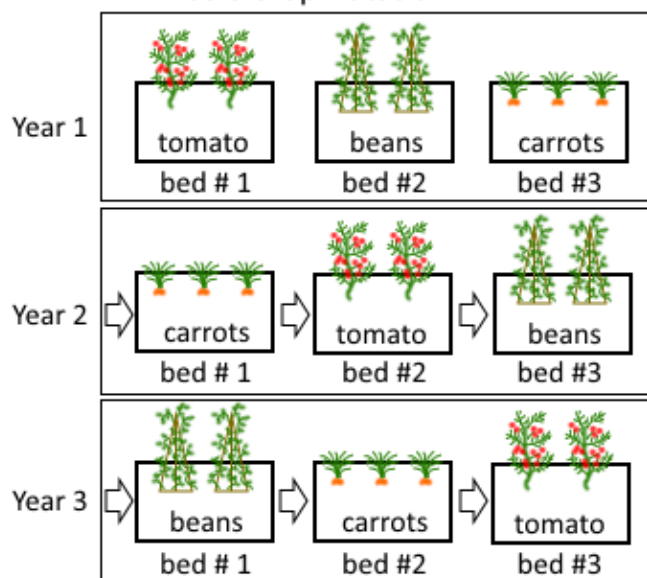 Year 1
tomato
beans
carrots
bed # 1
bed #2
bed #3
Year 2
carrots
tomato
beans
bed # 1
bed #2
bed #3
Year 3
beans
carrots
tomato
bed # 1
bed #2
bed #3